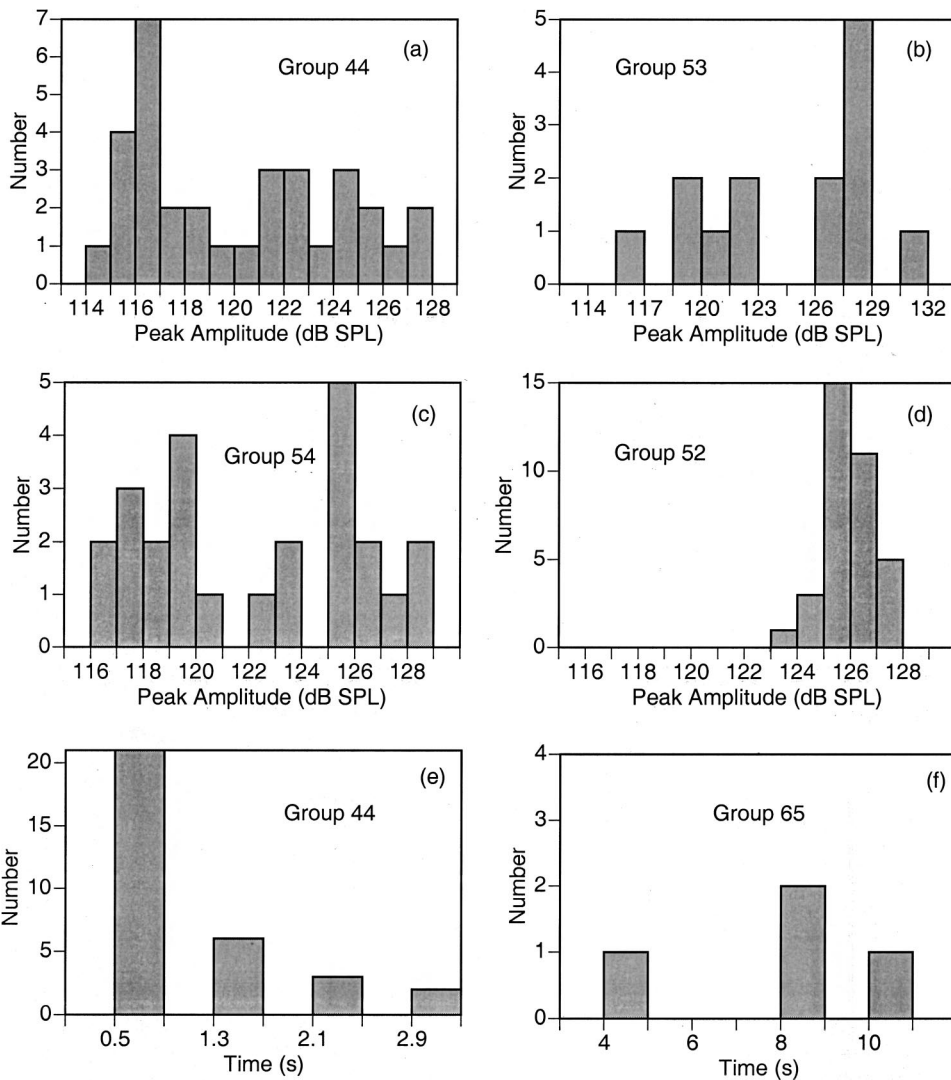 (a)
Group 44
7
6
5
4
3
2
1
0
Number
114 116 118 120 122 124 126 128
Peak Amplitude (dB SPL)
(b)
Group 53
5
4
3
2
1
0
Number
114 117 120 123 126 129 132
Peak Amplitude (dB SPL)
(c)
Group 54
5
4
3
2
1
0
Number
116 118 120 122 124 126 128
Peak Amplitude (dB SPL)
(d)
Group 52
15
10
5
0
Number
116 118 120 122 124 126 128
Peak Amplitude (dB SPL)
(e)
Group 44
20
15
10
5
0
Number
0.5 1.3 2.1 2.9
Time (s)
(f)
Group 65
4
3
2
1
0
Number
4 6 8 10
Time (s)